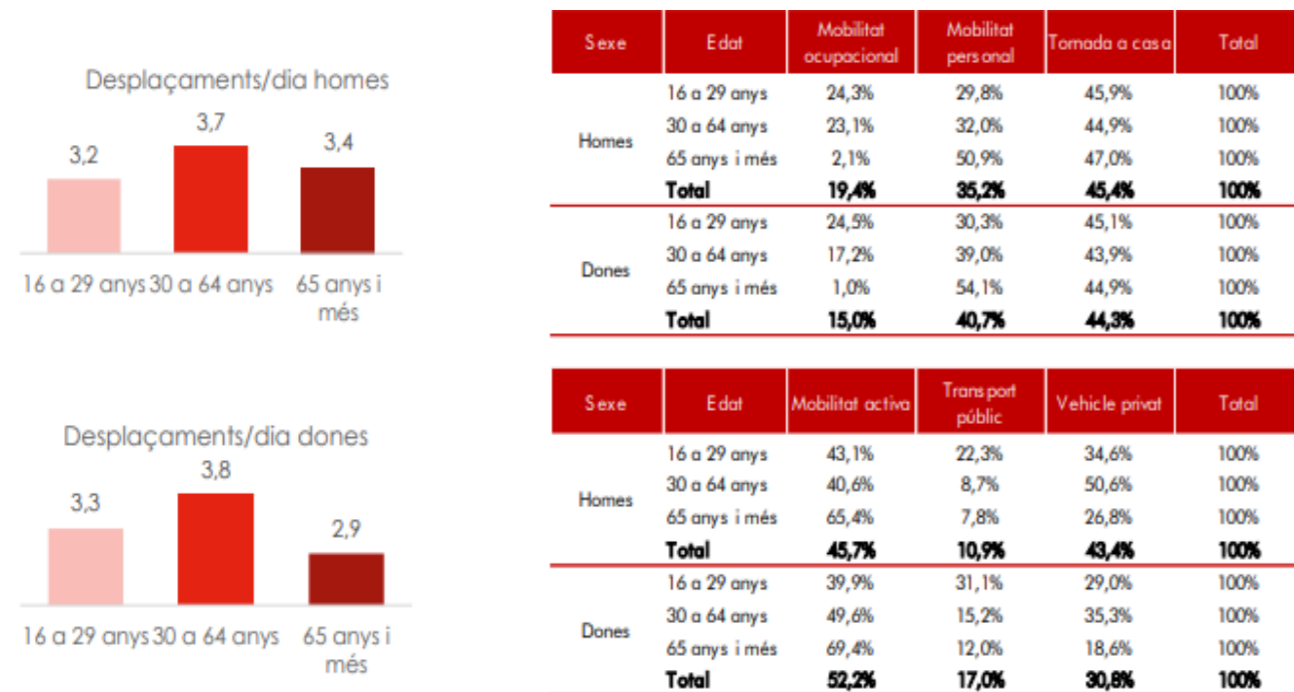 Desplaçaments/dia homes
3,2
3,7
3,4
16 a 29 anys 30 a 64 anys 65 anys i
més
Sexe Edat Mobilitat ocupacional Mobilitat personal Tornada a casa Total
Homes
16 a 29 anys 24,3% 29,8% 45,9% 100%
30 a 64 anys 23,1% 32,0% 44,9% 100%
65 anys i més 2,1% 50,9% 47,0% 100%
Total 19,4% 35,2% 45,4% 100%
Dones
16 a 29 anys 24,5% 30,3% 45,1% 100%
30 a 64 anys 17,2% 39,0% 43,9% 100%
65 anys i més 1,0% 54,1% 44,9% 100%
Total 15,0% 40,7% 44,3% 100%
Desplaçaments/dia dones
3,3
3,8
2,9
16 a 29 anys 30 a 64 anys 65 anys i
més
Sexe Edat Mobilitat activa Transport públic Vehicle privat Total
Homes
16 a 29 anys 43,1% 22,3% 34,6% 100%
30 a 64 anys 40,6% 8,7% 50,6% 100%
65 anys i més 65,4% 7,8% 26,8% 100%
Total 45,7% 10,9% 43,4% 100%
Dones
16 a 29 anys 39,9% 31,1% 29,0% 100%
30 a 64 anys 49,6% 15,2% 35,3% 100%
65 anys i més 69,4% 12,0% 18,6% 100%
Total 52,2% 17,0% 30,8% 100%